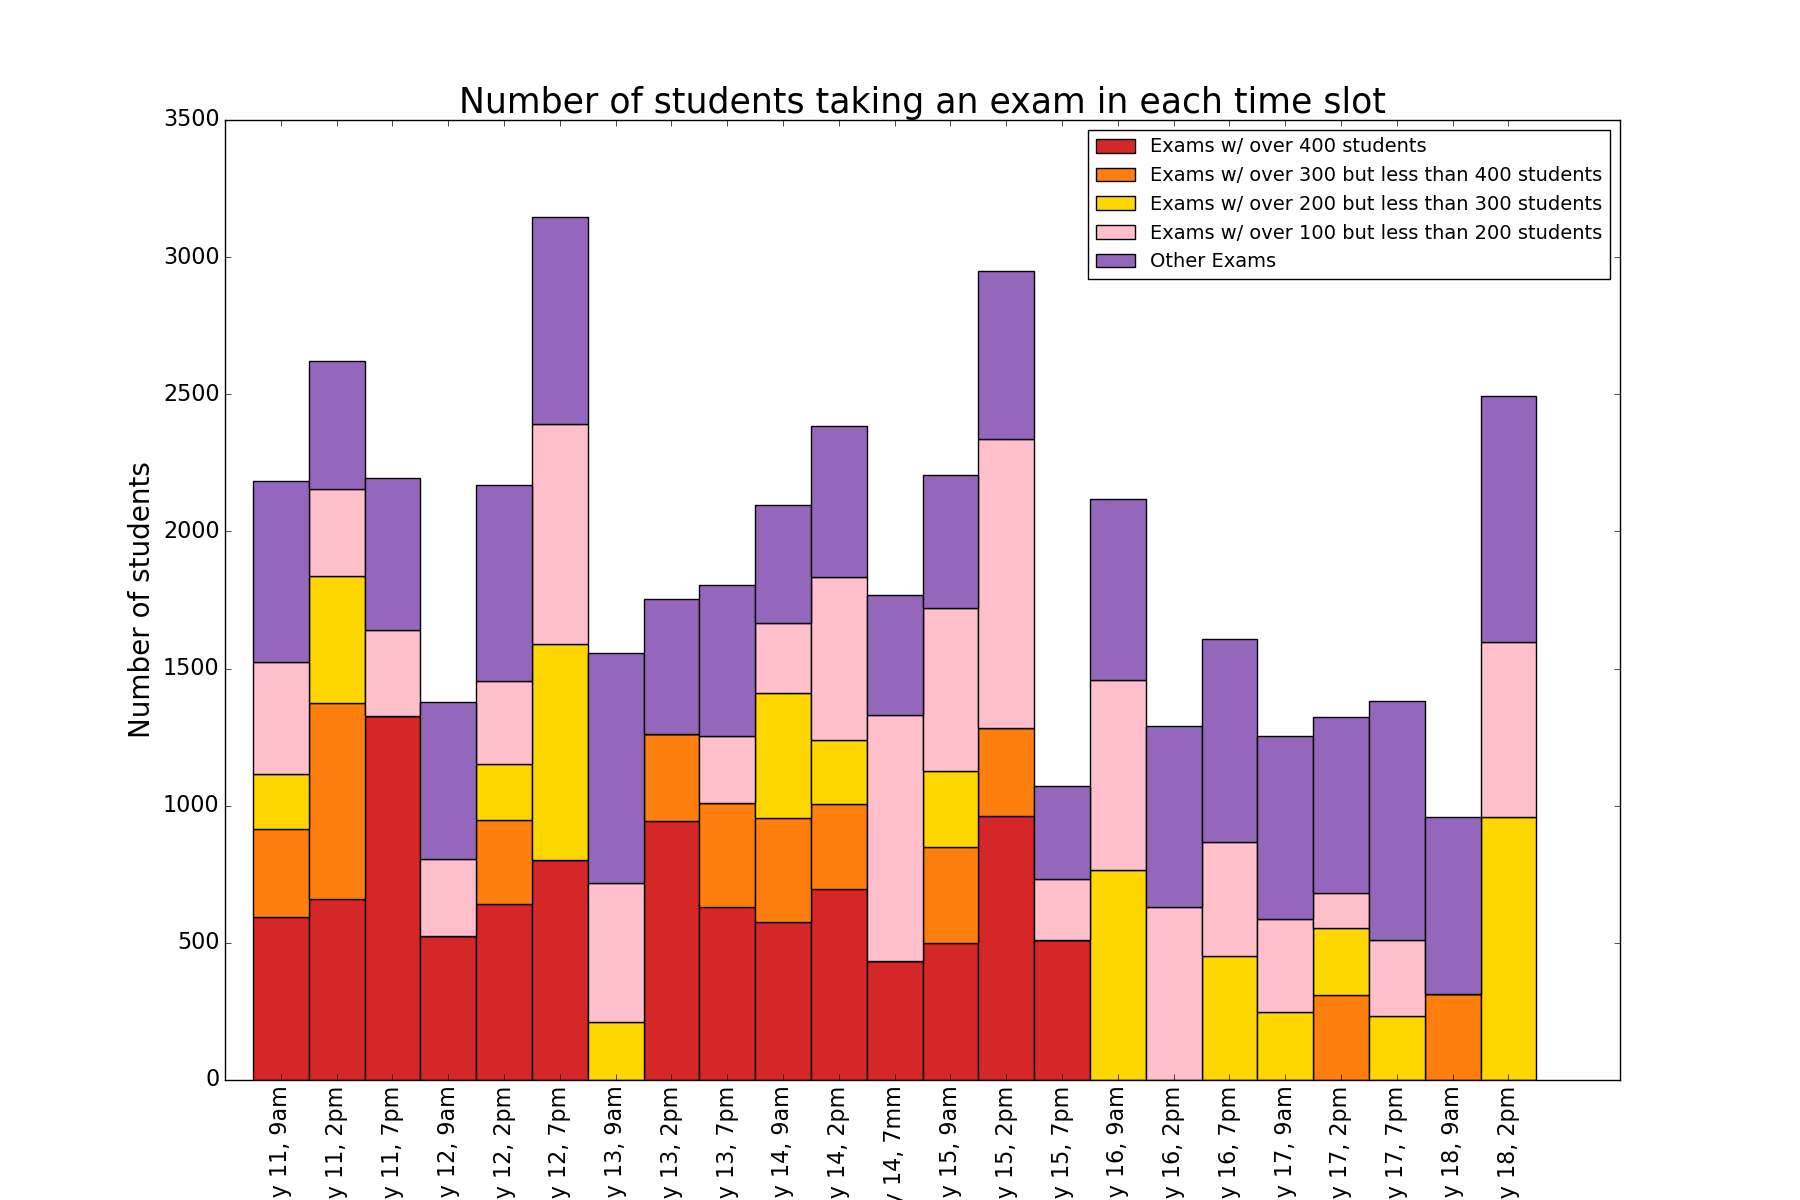 Number of students taking an exam in each time slot
Exams w/ over 400 students
Exams w/ over 300 but less than 400 students
Exams w/ over 200 but less than 300 students
Exams w/ over 100 but less than 200 students
Other Exams
Number of students
3500
3000
2500
2000
1500
1000
500
0
y 11, 9am
y 11, 2pm
y 11, 7pm
y 12, 9am
y 12, 2pm
y 12, 7pm
y 13, 9am
y 13, 2pm
y 13, 7pm
y 14, 9am
y 14, 2pm
y 14, 7mm
y 15, 9am
y 15, 2pm
y 15, 7pm
y 16, 9am
y 16, 2pm
y 16, 7pm
y 17, 9am
y 17, 2pm
y 17, 7pm
y 18, 9am
y 18, 2pm